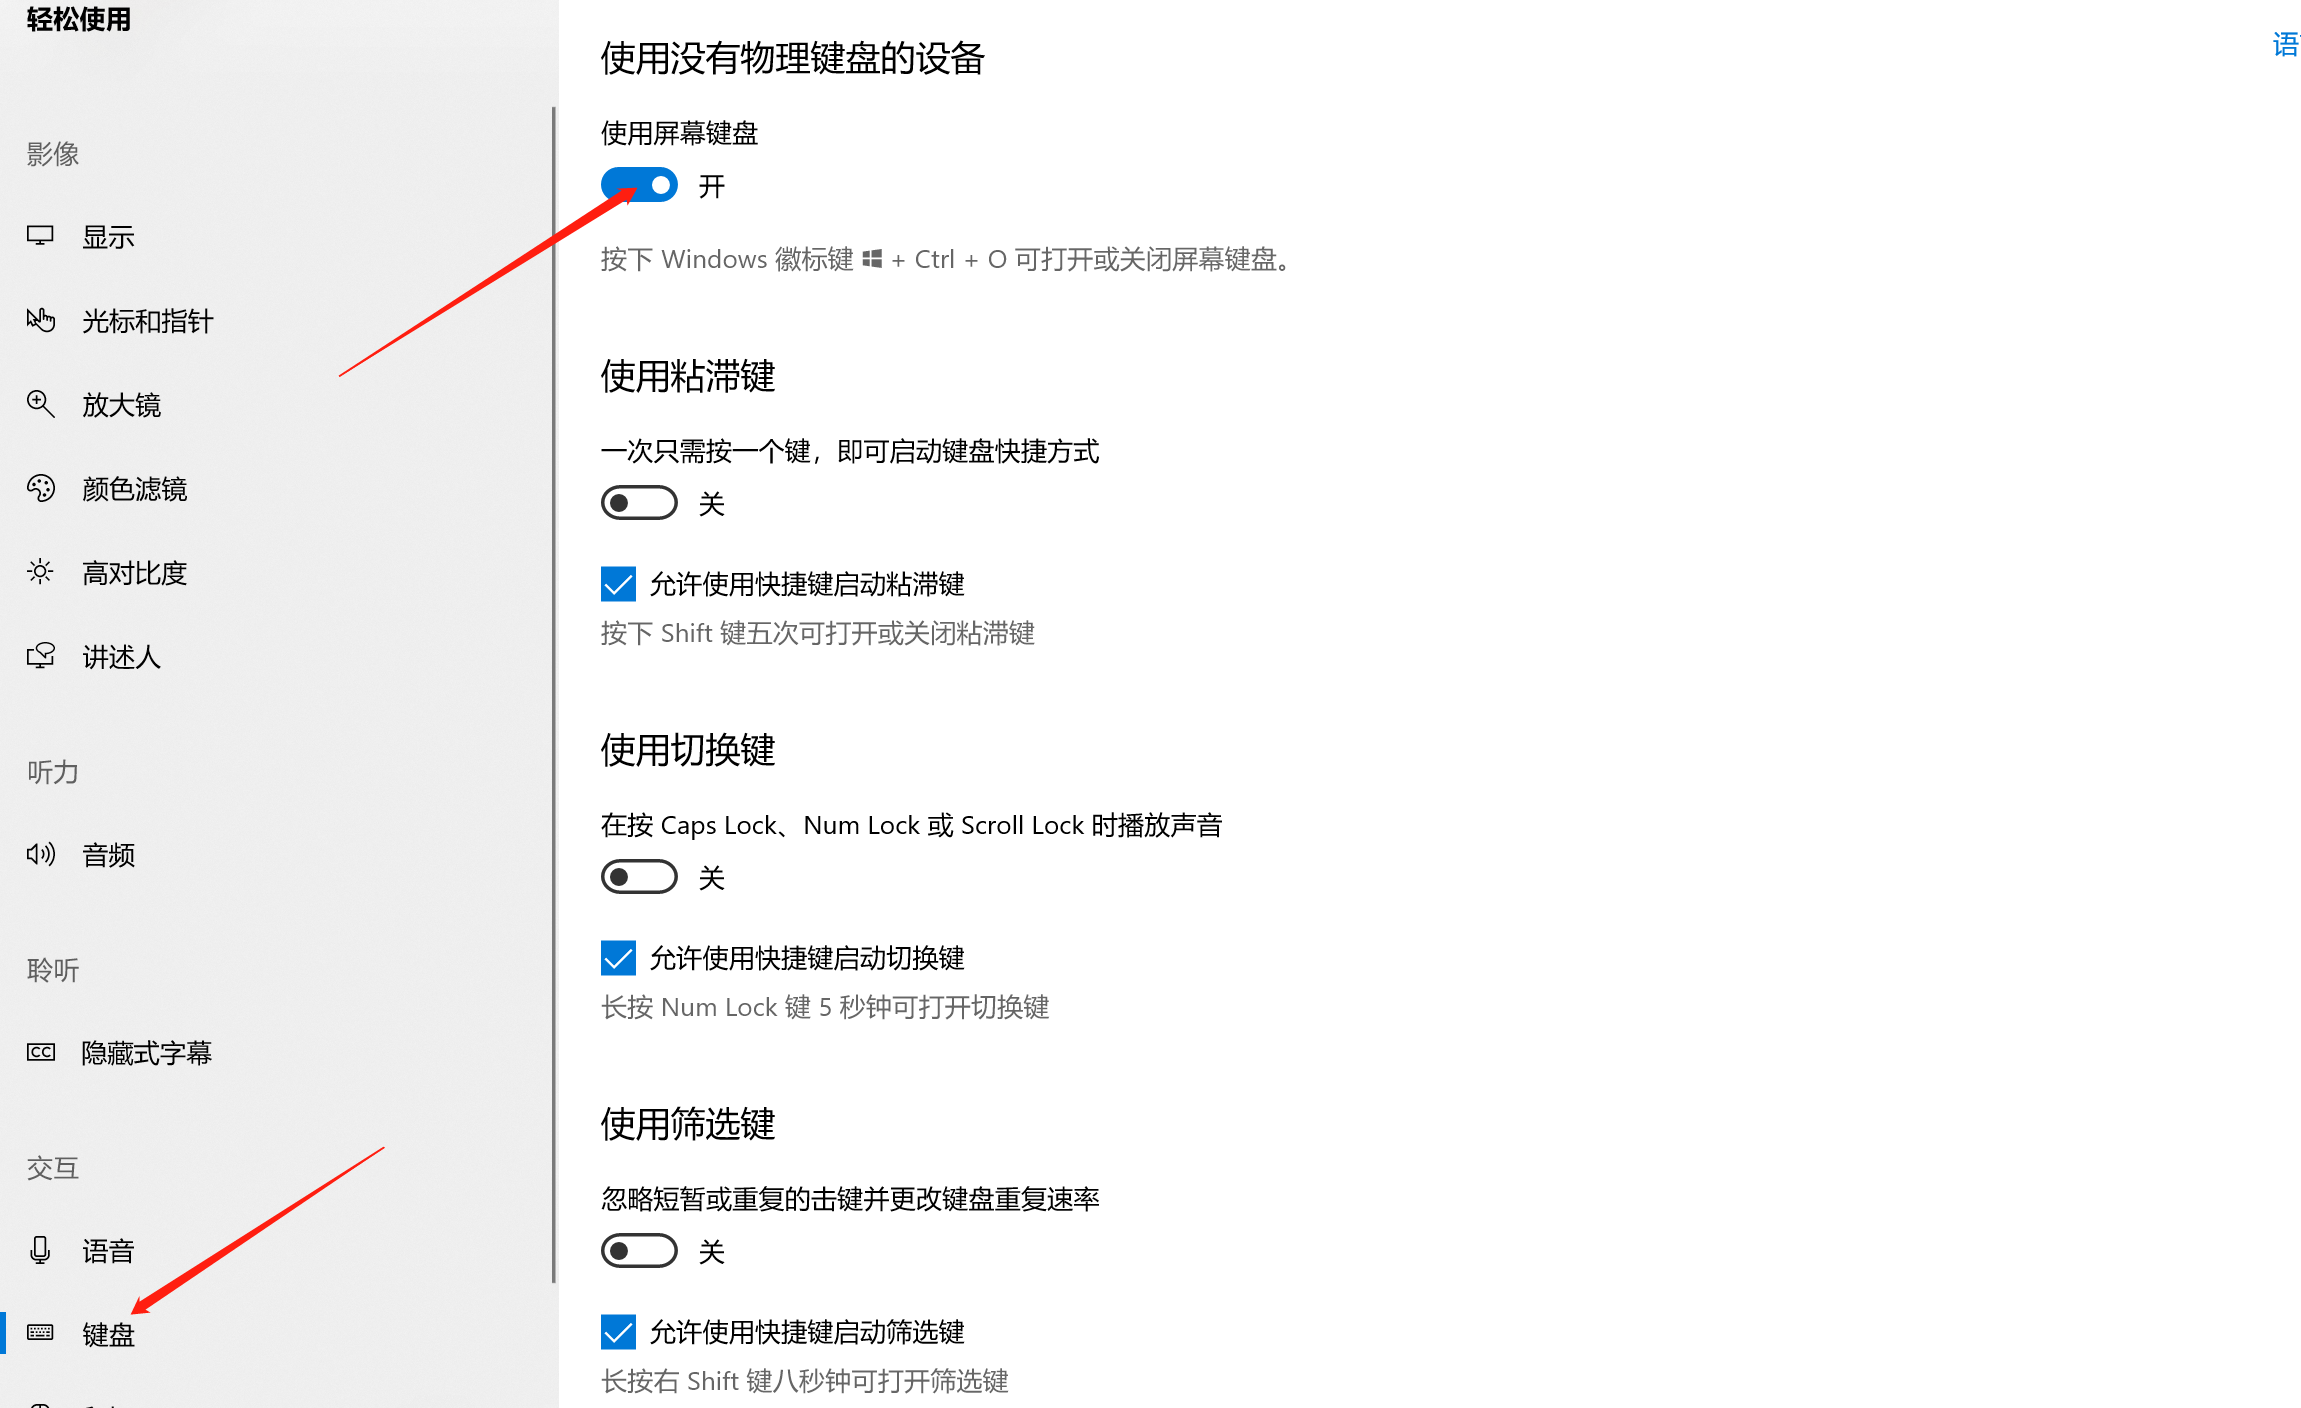 轻松使用
影像
显示
光标和指针
放大镜
颜色滤镜
高对比度
讲述人
听力
音频
聆听
隐藏式字幕
交互
语音
键盘
使用没有物理键盘的设备
使用屏幕键盘
开
按下 Windows 徽标键 + Ctrl + O 可打开或关闭屏幕键盘。
使用粘滞键
一次只需按一个键，即可启动键盘快捷方式
关
允许使用快捷键启动粘滞键
按下 Shift 键五次可打开或关闭粘滞键
使用切换键
在按 Caps Lock、Num Lock 或 Scroll Lock 时播放声音
关
允许使用快捷键启动切换键
长按 Num Lock 键 5 秒钟可打开切换键
使用筛选键
忽略短暂或重复的击键并更改键盘重复速率
关
允许使用快捷键启动筛选键
长按右 Shift 键八秒钟可打开筛选键
语